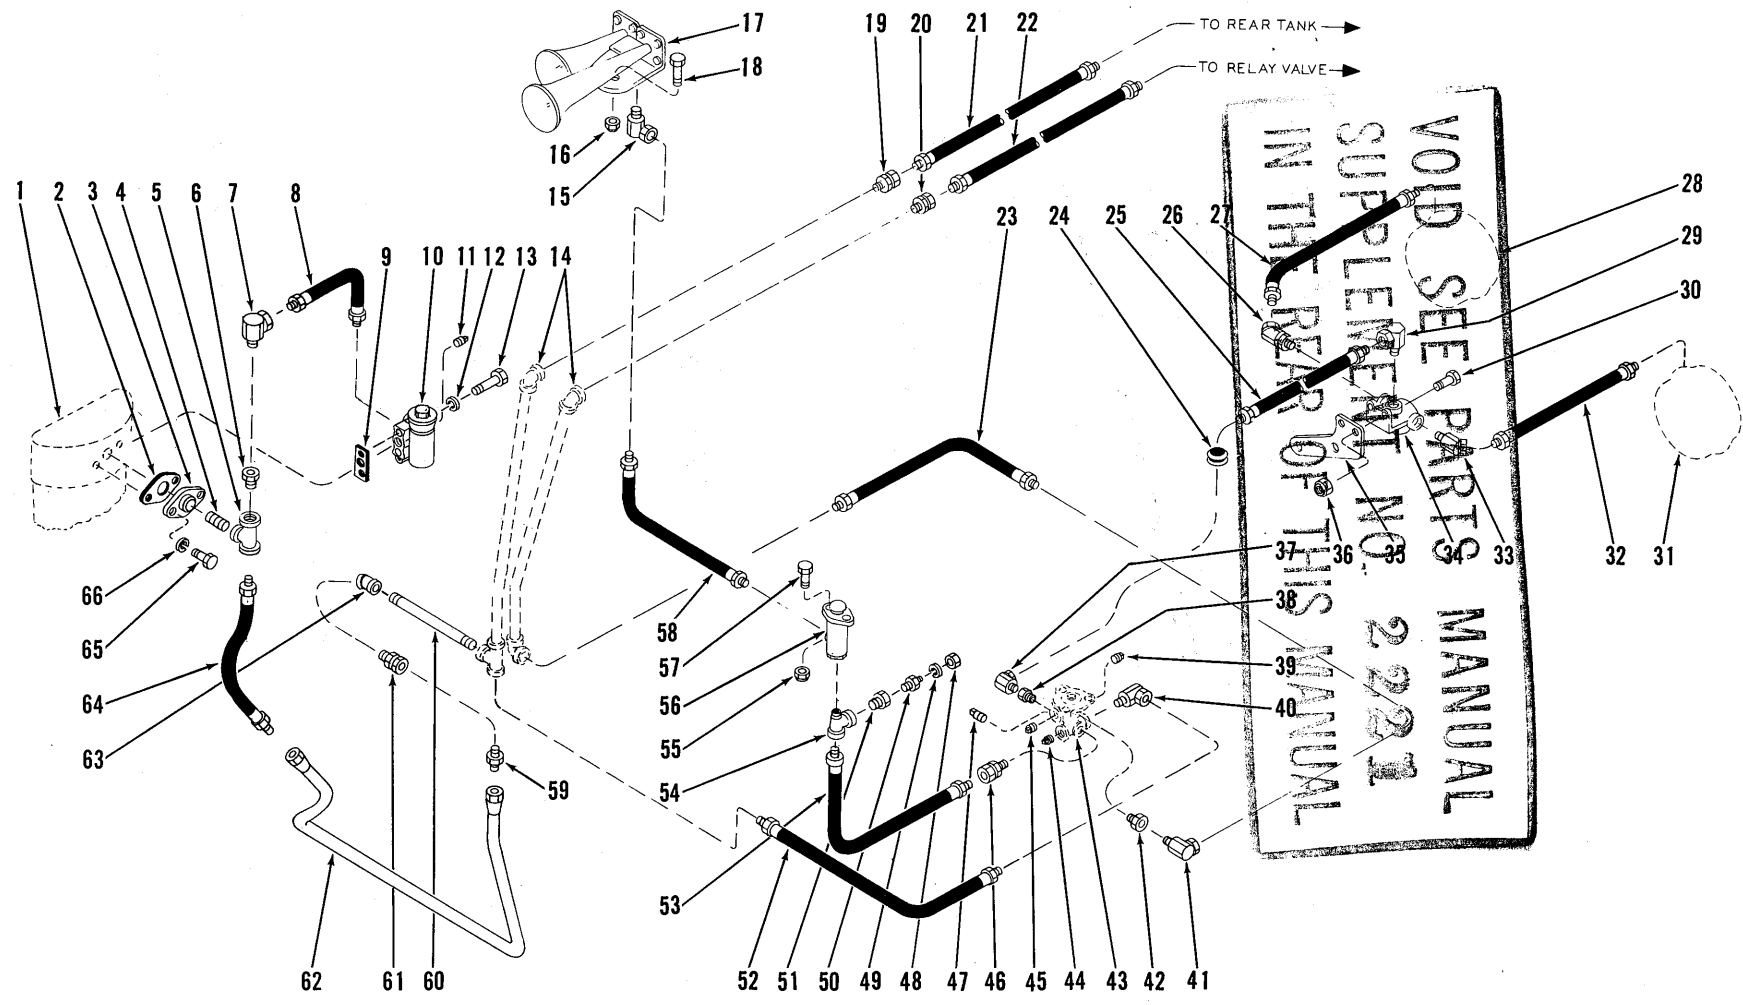 17
18
19 20 21 22
TO REAR TANK
TO RELAY VALVE
16
15
1 2 3 4 5 6 7 8
9 10 11 12 13 14
23 24 25 26 27
28
29
30
VOID SEE PARTS MANUAL
SUPPLEMENT NO. 2221
IN THE REAR OF THIS MANUAL
36 35 34 33 32 31
37
38
39
40
66
65
64
63
58
57
56
55
54
53
59
62 61 60
52 51 50 49 48 47 46 45 44 43 42 41